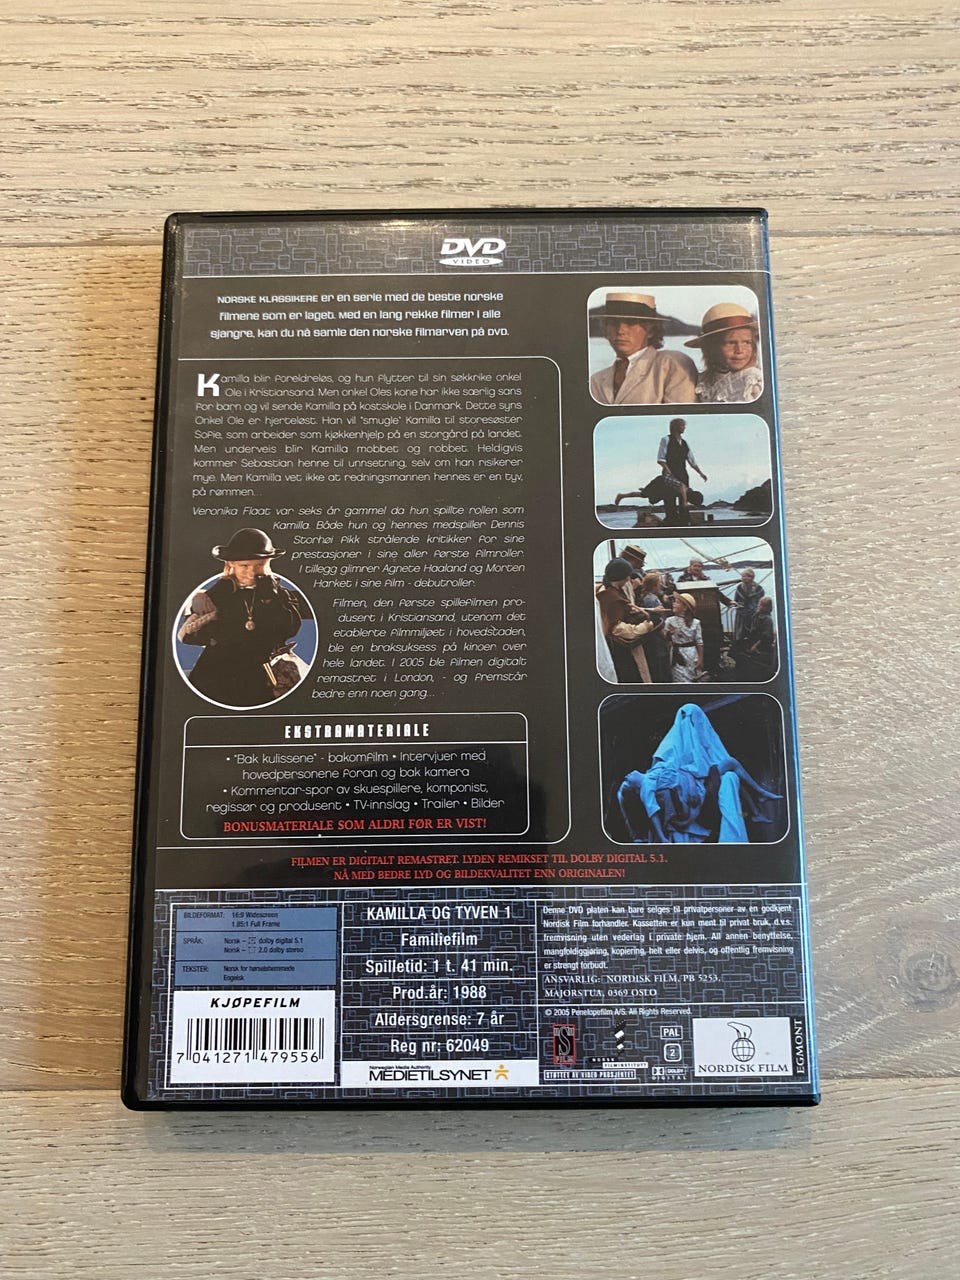 DVD
VIDEO
NORSKE KLASSIKERE er en serie med de beste norske
filmene som er laget. Med en lang rekke filmer i alle
sjangre, kan du nå samle den norske filmarven på DVD.
Kamilla blir foreldreløs, og hun flytter til sin søkkrike onkel
Ole i Kristiansand. Men onkel Oles kone har ikke særlig sans
for barn og vil sende Kamilla på kostskole i Danmark. Dette syns
Onkel Ole er hjerteløst. Han vil "smugle" Kamilla til storesøster
Sofie, som arbeider som kjøkkenhjelp på en storgård på landet.
Men underveis blir Kamilla mobbet og robbet. Heldigvis
kommer Sebastian henne til unnsetning, selv om han risikerer
mye. Men Kamilla vet ikke at redningsmannen hennes er en tyv,
på rømmen...
Veronika Flaat var seks år gammel da hun spillte rollen som
Kamilla. Både hun og hennes medspiller Dennis
Storhøi fikk strålende kritikker for sine
prestasjoner i sine aller første filmroller.
I tillegg glimrer Agnete Haaland og Morten
Harket i sine film - debutroller.
Filmen, den første spillefilmen pro-
dusert i Kristiansand, utenom det
etablerte filmmiljøet i hovedstaden,
ble en braksuksess på kinoer over
hele landet. I 2005 ble filmen digitalt
remastret i London, - og fremstår
bedre enn noen gang...
EKSTRAMATERIALE
• "Bak kulissene" - bakomfilm • Intervjuer med
hovedpersonene foran og bak kamera
• Kommentar-spor av skuespillere, komponist,
regissør og produsent • TV-innslag • Trailer • Bilder
BONUSMATERIALE SOM ALDRI FØR ER VIST!
FILMEN ER DIGITALT REMASTRET. LYDEN REMIKSET TIL DOLBY DIGITAL 5.1.
NÅ MED BEDRE LYD OG BILDEKVALITET ENN ORIGINALEN!
BILDEFORMAT: 16:9 Widescreen
1.85:1 Full Frame
SPRÅK: Norsk – dolby digital 5.1
Norsk – 2.0 dolby stereo
TEKSTER: Norsk for hørselshemmede
Engelsk
KJØPEFILM
7 041271 479556
KAMILLA OG TYVEN 1
Familiefilm
Spilletid: 1 t. 41 min.
Prod.år: 1988
Aldersgrense: 7 år
Reg nr: 62049
Norwegian Media Authority
MEDIETILSYNET
Denne DVD platen kan bare selges til privatpersoner av en godkjent
Nordisk Film forhandler. Kassetten er kun ment til privat bruk, d.v.s.
fremvisning uten vederlag i private hjem. All annen benyttelse,
mangfoldiggjøring, kopiering, helt eller delvis, og offentlig fremvisning
er strengt forbudt.
ANSVARLIG: NORDISK FILM, PB 5253,
MAJORSTUA, 0369 OSLO
© 2005 Penelopefilm A/S. All Rights Reserved.
FILM
NORSK
FILMINSTITUTT
STØTTET AV VIDEO PROSJEKTET
PAL
2
DOLBY
DIGITAL
NORDISK FILM
EGMONT